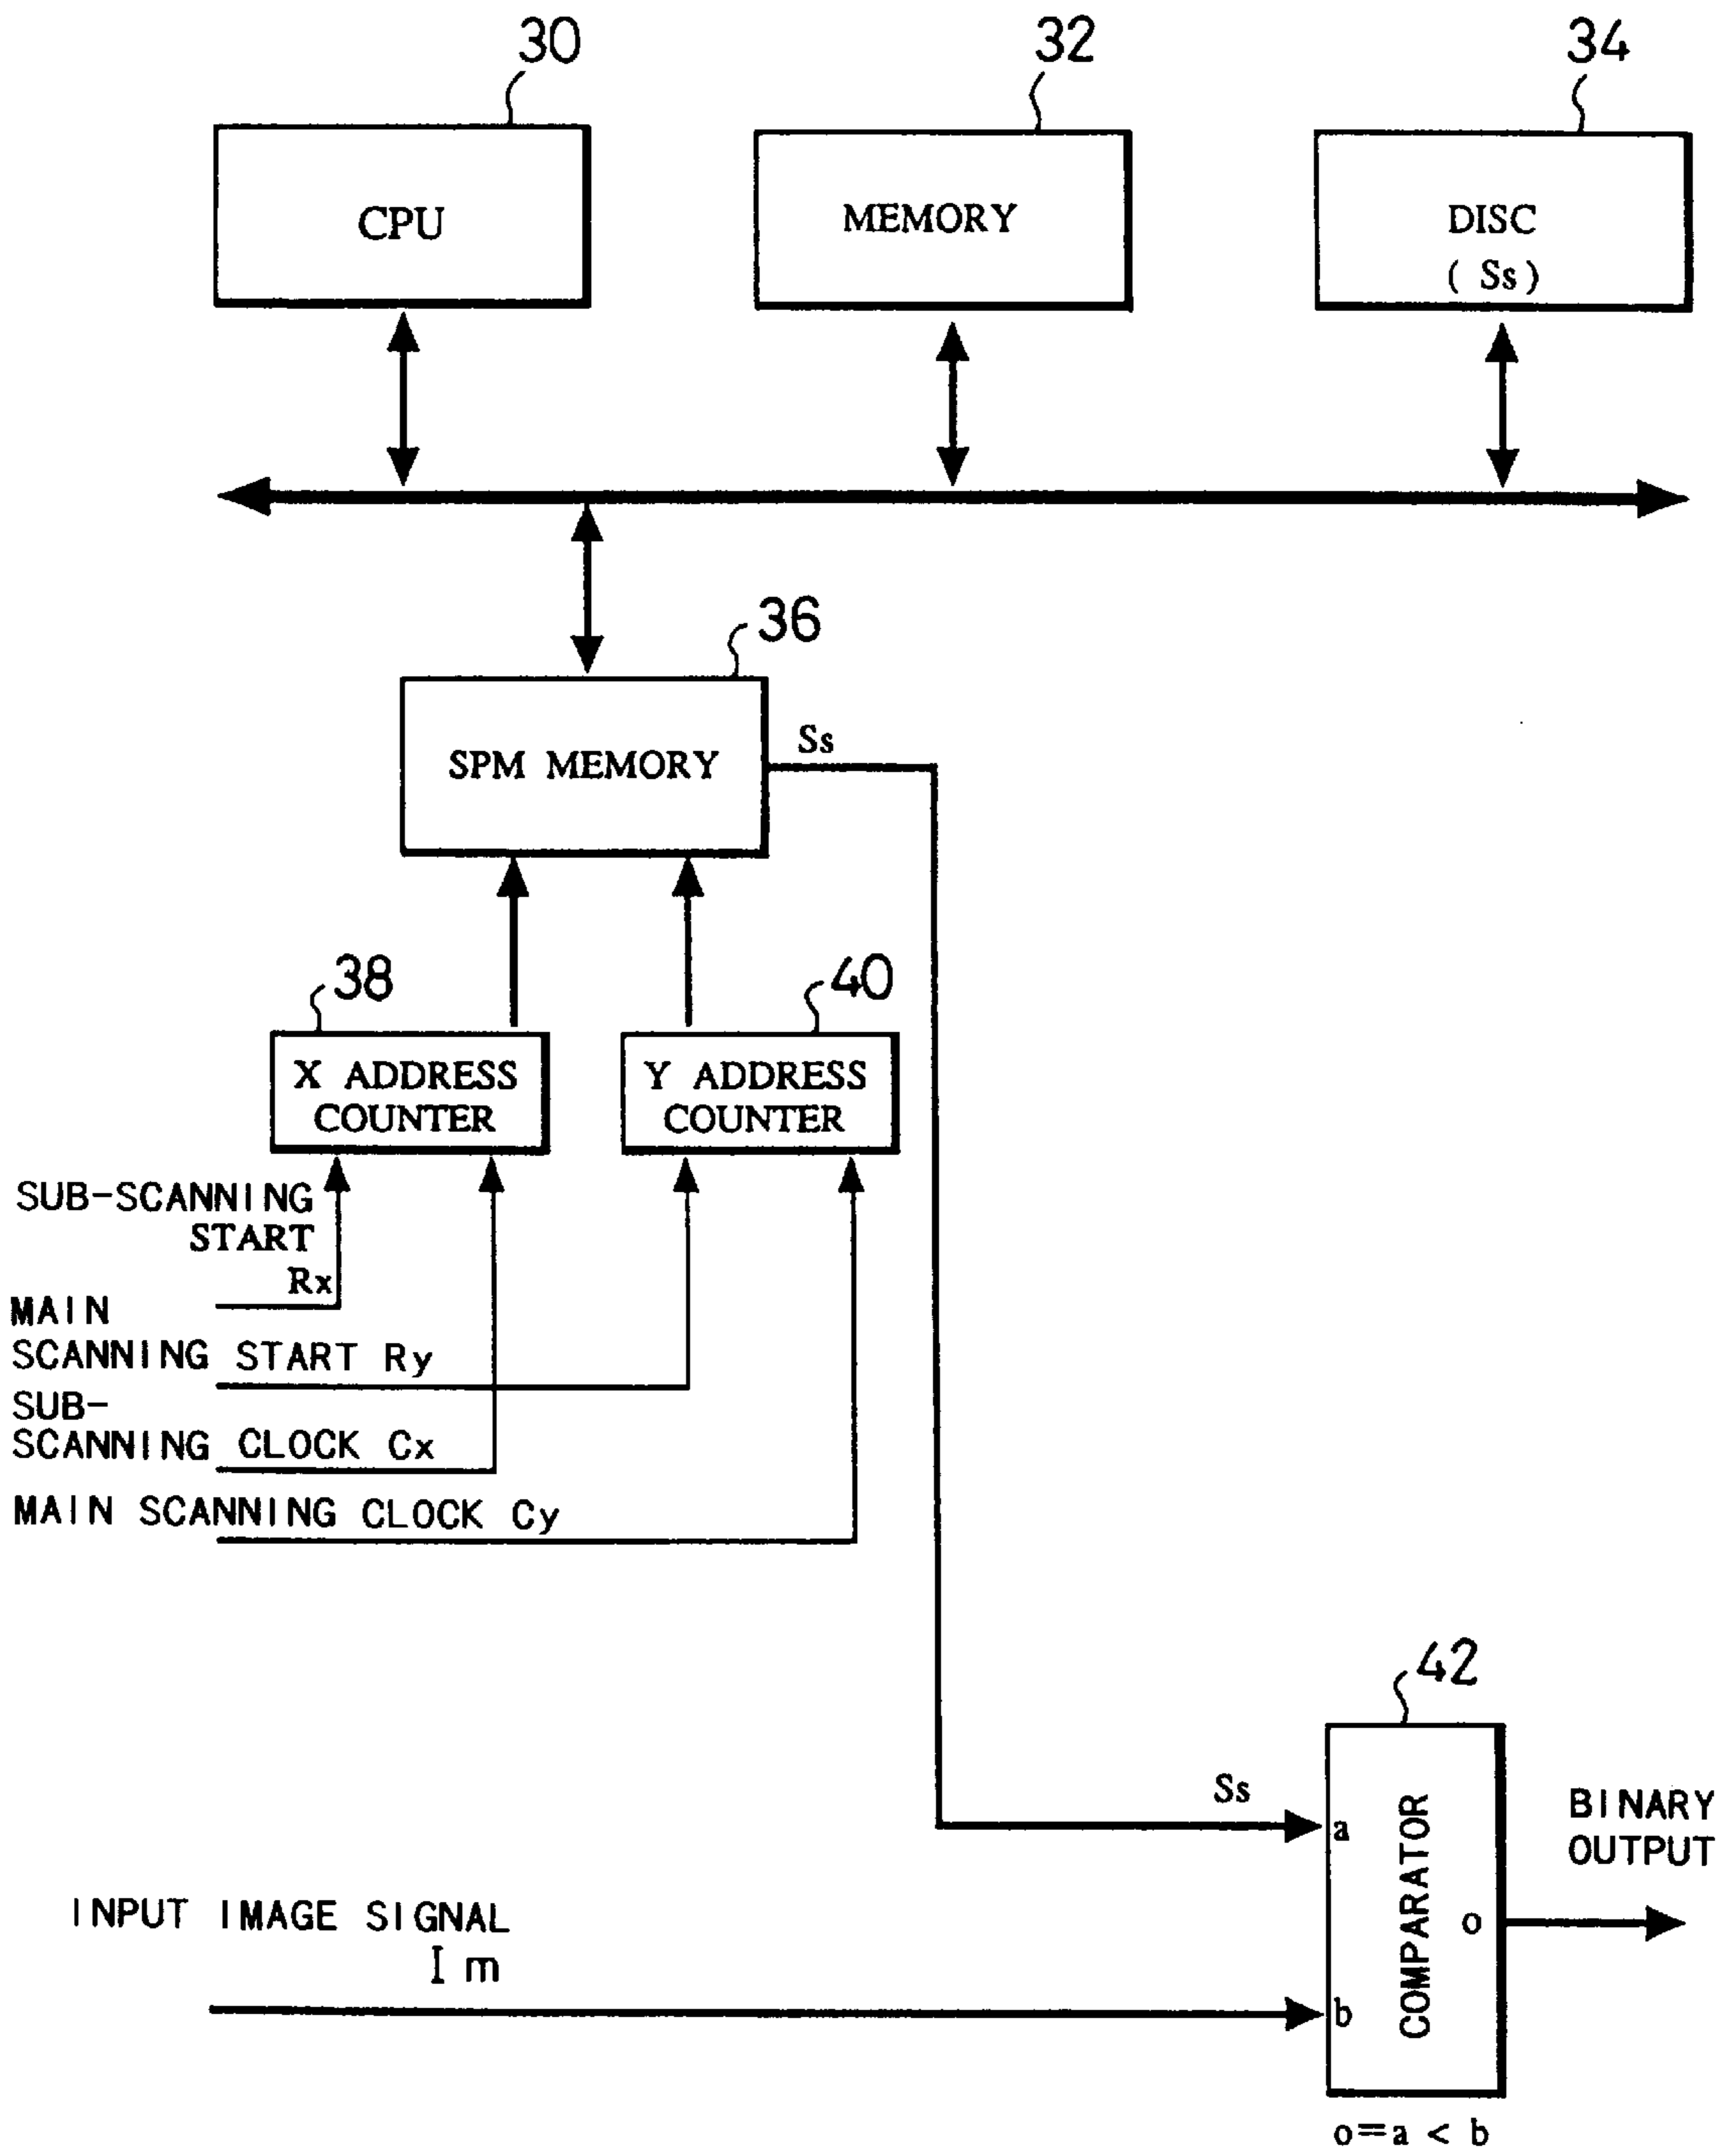 30
32
34
CPU
MEMORY
DISC
( Ss )
36
SPM MEMORY
Ss
38
40
X ADDRESS
COUNTER
Y ADDRESS
COUNTER
SUB-SCANNING
START
Rx
MAIN
SCANNING START Ry
SUB-
SCANNING CLOCK Cx
MAIN SCANNING CLOCK Cy
42
Ss
a
COMPARATOR
o
b
BINARY
OUTPUT
INPUT IMAGE SIGNAL
Im
o=a < b